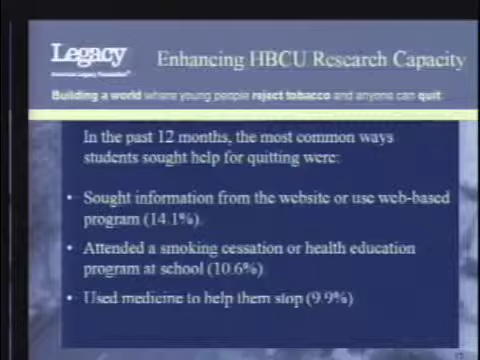 Legacy
American Legacy Foundation
Enhancing HBCU Research Capacity
Building a world where young people reject tobacco and anyone can quit
In the past 12 months, the most common ways
students sought help for quitting were:
• Sought information from the website or use web-based
program (14.1%).
• Attended a smoking cessation or health education
program at school (10.6%)
• Used medicine to help them stop (9.9%)